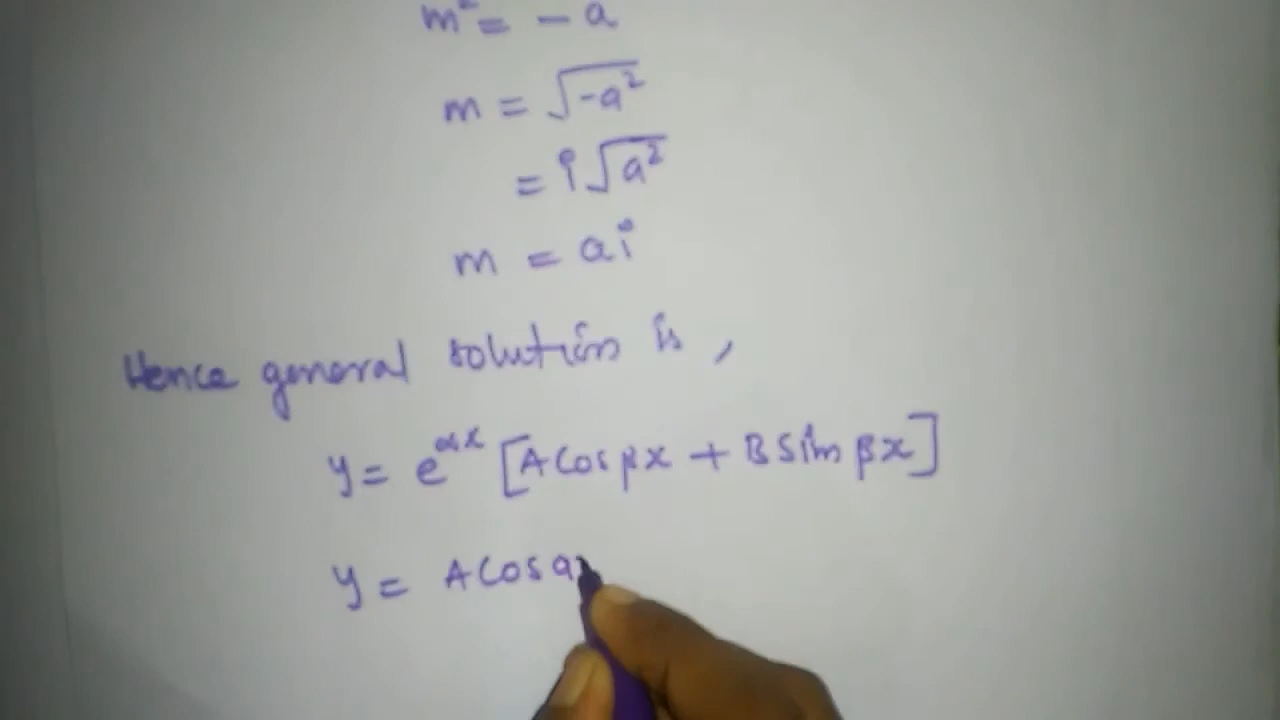 m² = - a
m = √-a²
= i√a²
m = ai
Hence general solution is,
y = e^αx [A Cos βx + B Sin βx]
y = A Cos a